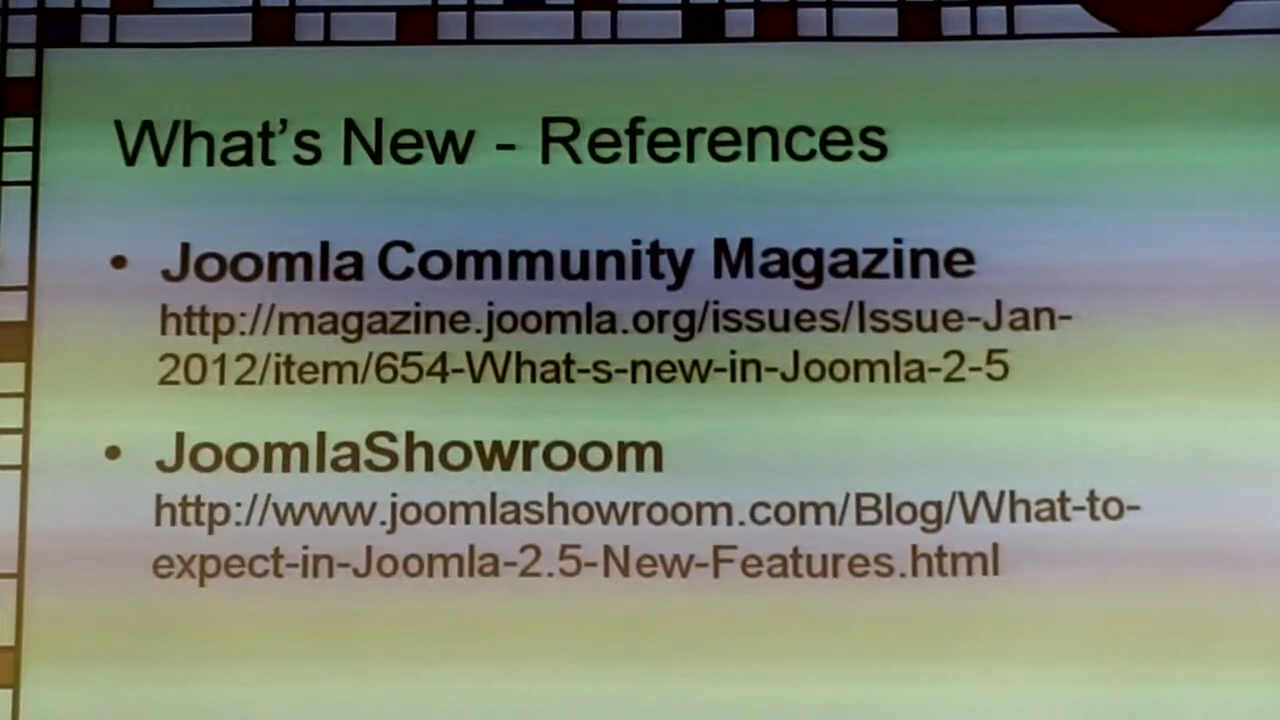 What's New - References
• Joomla Community Magazine
http://magazine.joomla.org/issues/Issue-Jan-
2012/item/654-What-s-new-in-Joomla-2-5
• JoomlaShowroom
http://www.joomlashowroom.com/Blog/What-to-
expect-in-Joomla-2.5-New-Features.html